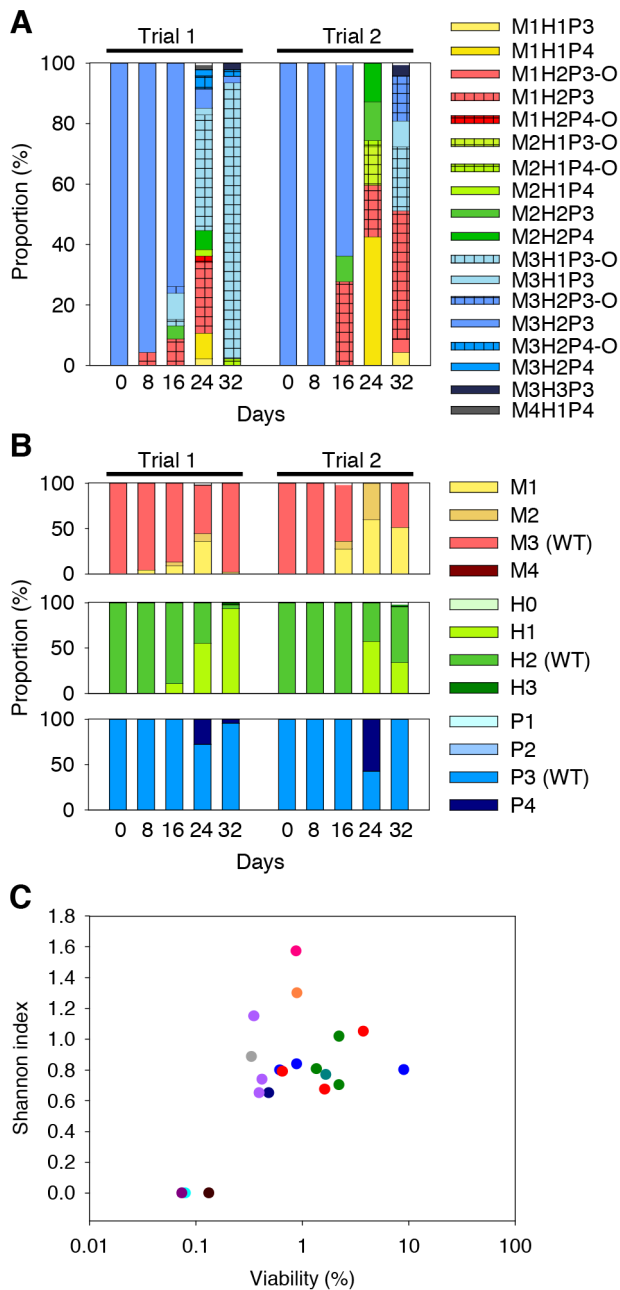 A
Trial 1 Trial 2
100
80
60
40
20
0
Proportion (%)
0 8 16 24 32 0 8 16 24 32
Days
M1H1P3
M1H1P4
M1H2P3-O
M1H2P3
M1H2P4-O
M2H1P3-O
M2H1P4-O
M2H1P4
M2H2P3
M2H2P4
M3H1P3-O
M3H1P3
M3H2P3-O
M3H2P3
M3H2P4-O
M3H2P4
M3H3P3
M4H1P4
B
Trial 1 Trial 2
100
50
0
100
50
0
100
50
0
Proportion (%)
0 8 16 24 32 0 8 16 24 32
Days
M1
M2
M3 (WT)
M4
H0
H1
H2 (WT)
H3
P1
P2
P3 (WT)
P4
C
1.8
1.6
1.4
1.2
1.0
0.8
0.6
0.4
0.2
0.0
Shannon index
0.01 0.1 1 10 100
Viability (%)